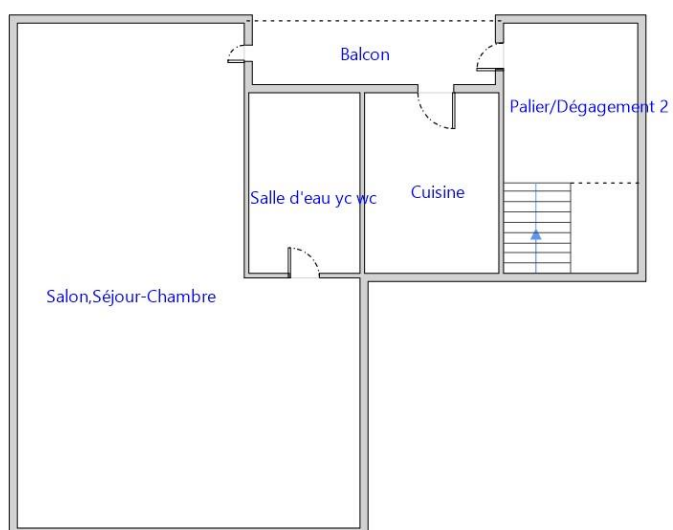 Balcon
Palier/Dégagement 2
Salle d'eau yc wc
Cuisine
Salon,Séjour-Chambre